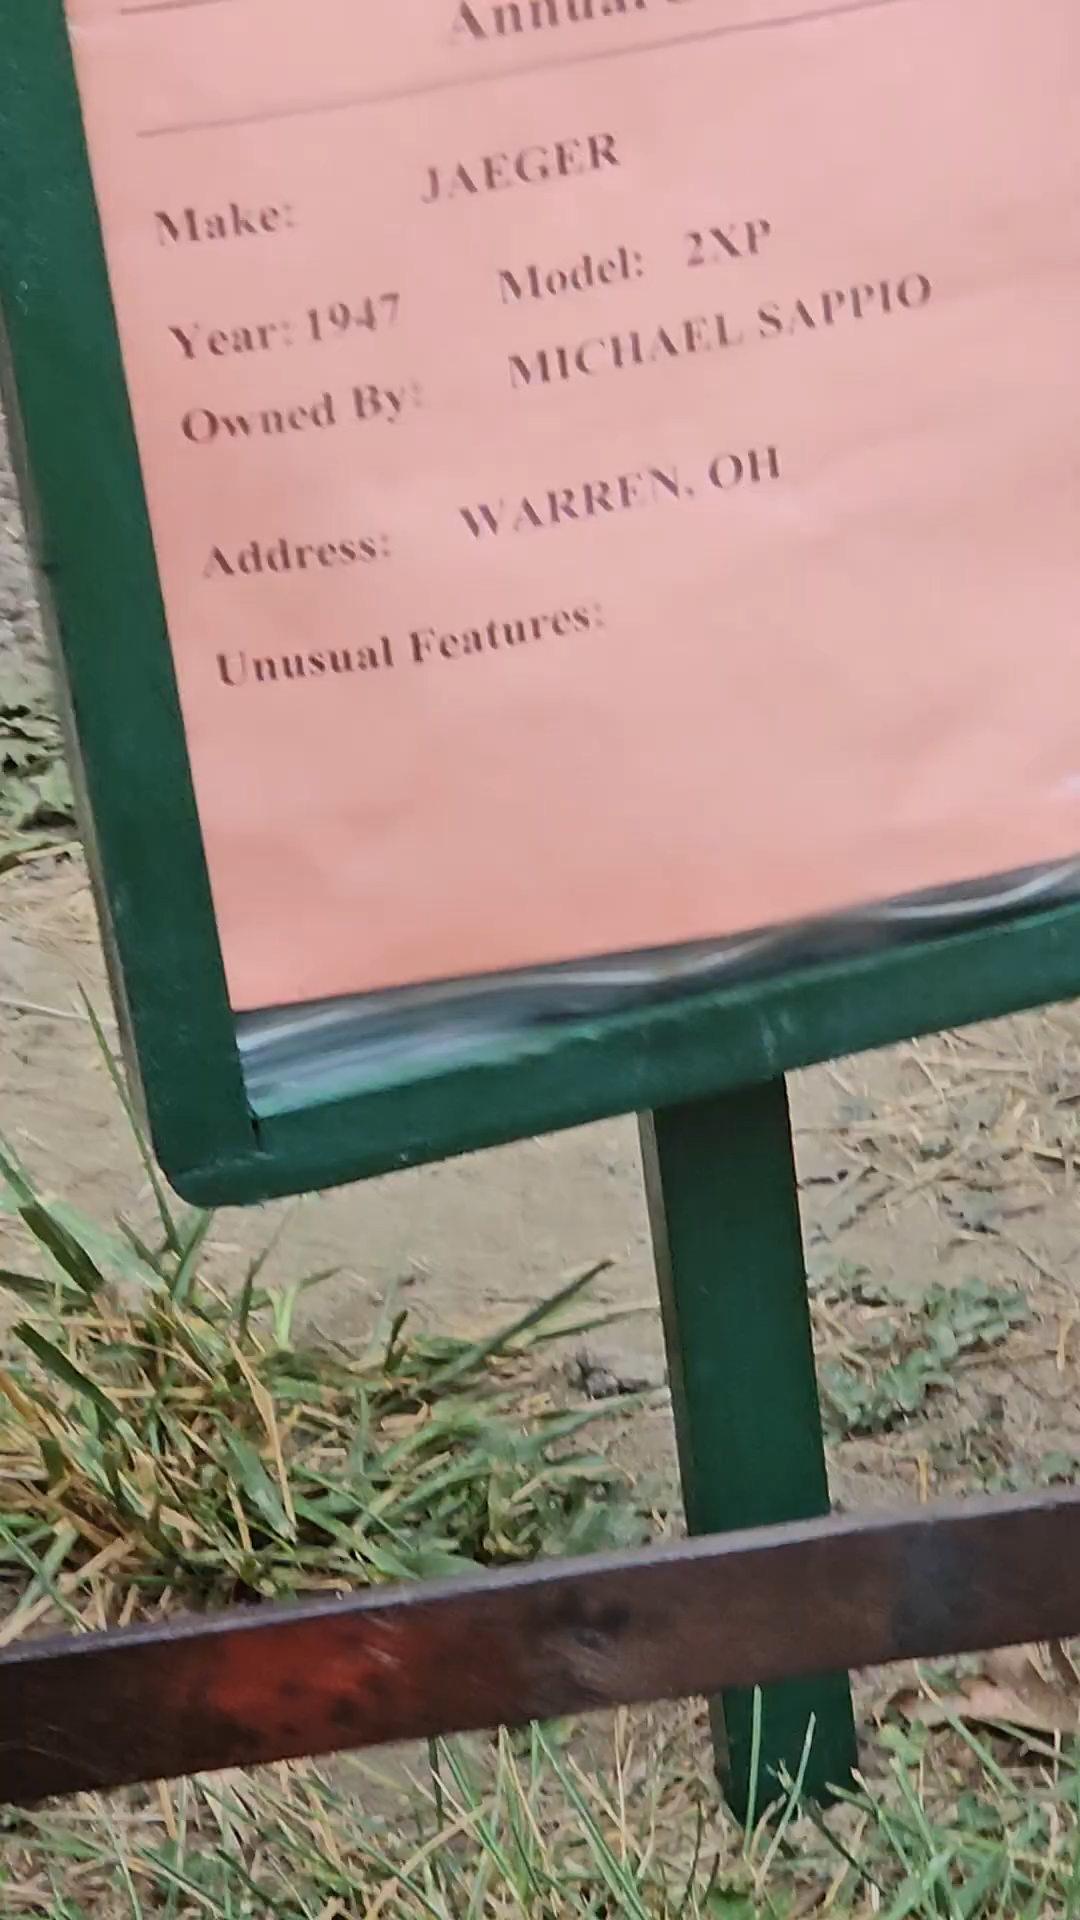 Annual
Make: JAEGER
Year: 1947 Model: 2XP
Owned By: MICHAEL SAPPIO
Address: WARREN, OH
Unusual Features: